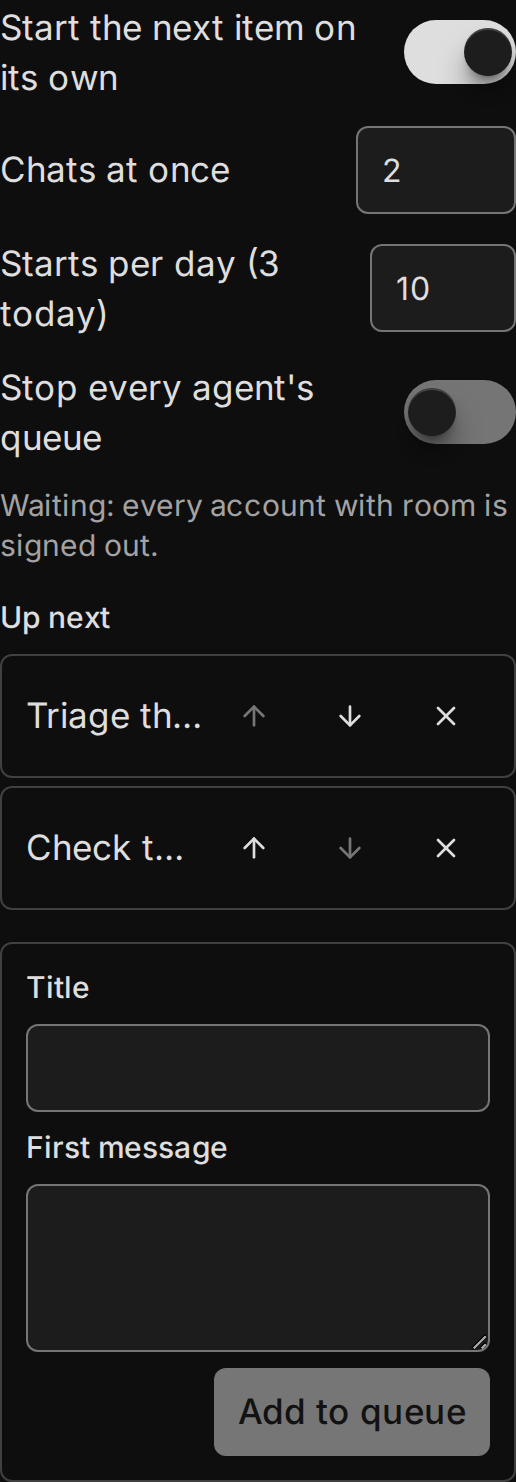 Start the next item on
its own
Chats at once
2
Starts per day (3
today)
10
Stop every agent's
queue
Waiting: every account with room is
signed out.
Up next
Triage th...
Check t...
Title
First message
Add to queue